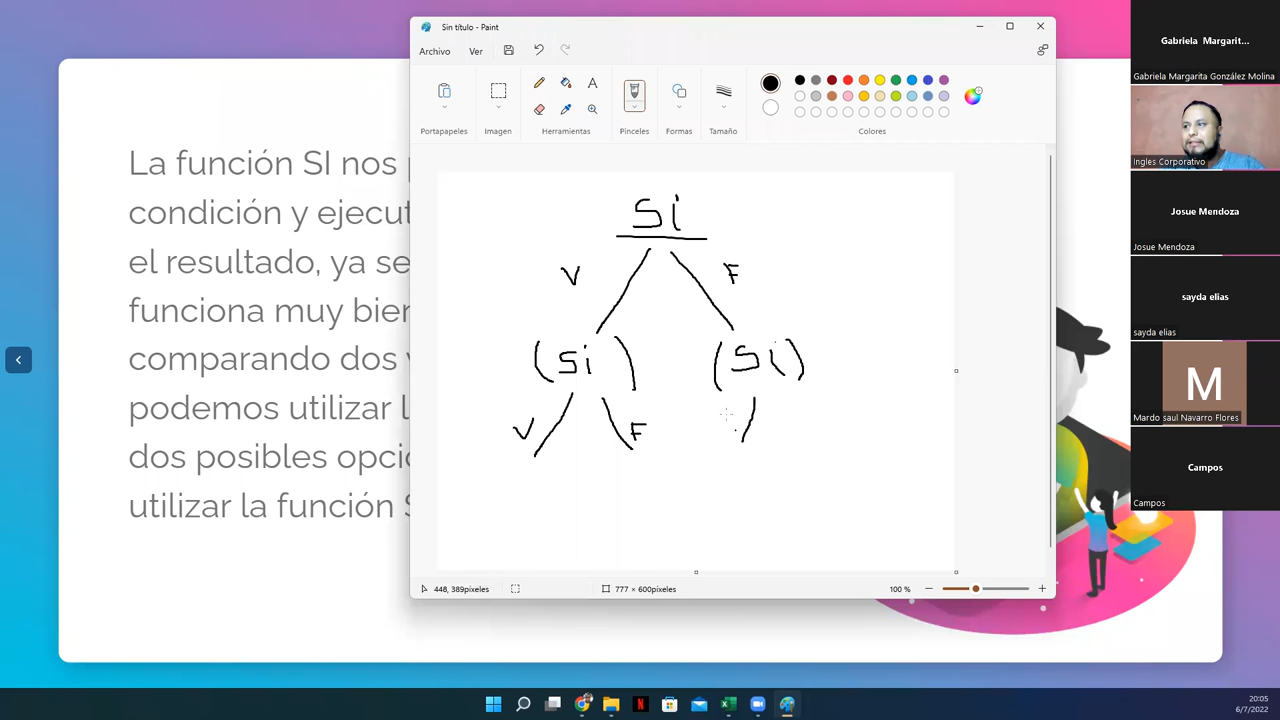 Sin título - Paint
Archivo
Ver
Portapapeles
Imagen
Herramientas
Pinceles
Formas
Tamaño
Colores
La función SI nos
condición y ejecut
el resultado, ya se
funciona muy bien
comparando dos
podemos utilizar l
dos posibles opci
utilizar la función S
Si
V
F
(Si)
(Si)
V
F
448, 389píxeles
777 × 600píxeles
100 %
Gabriela Margarit...
Gabriela Margarita González Molina
Ingles Corporativo
Josue Mendoza
Josue Mendoza
sayda elias
sayda elias
M
Mardo saul Navarro Flores
Campos
Campos
20:05
6/7/2022